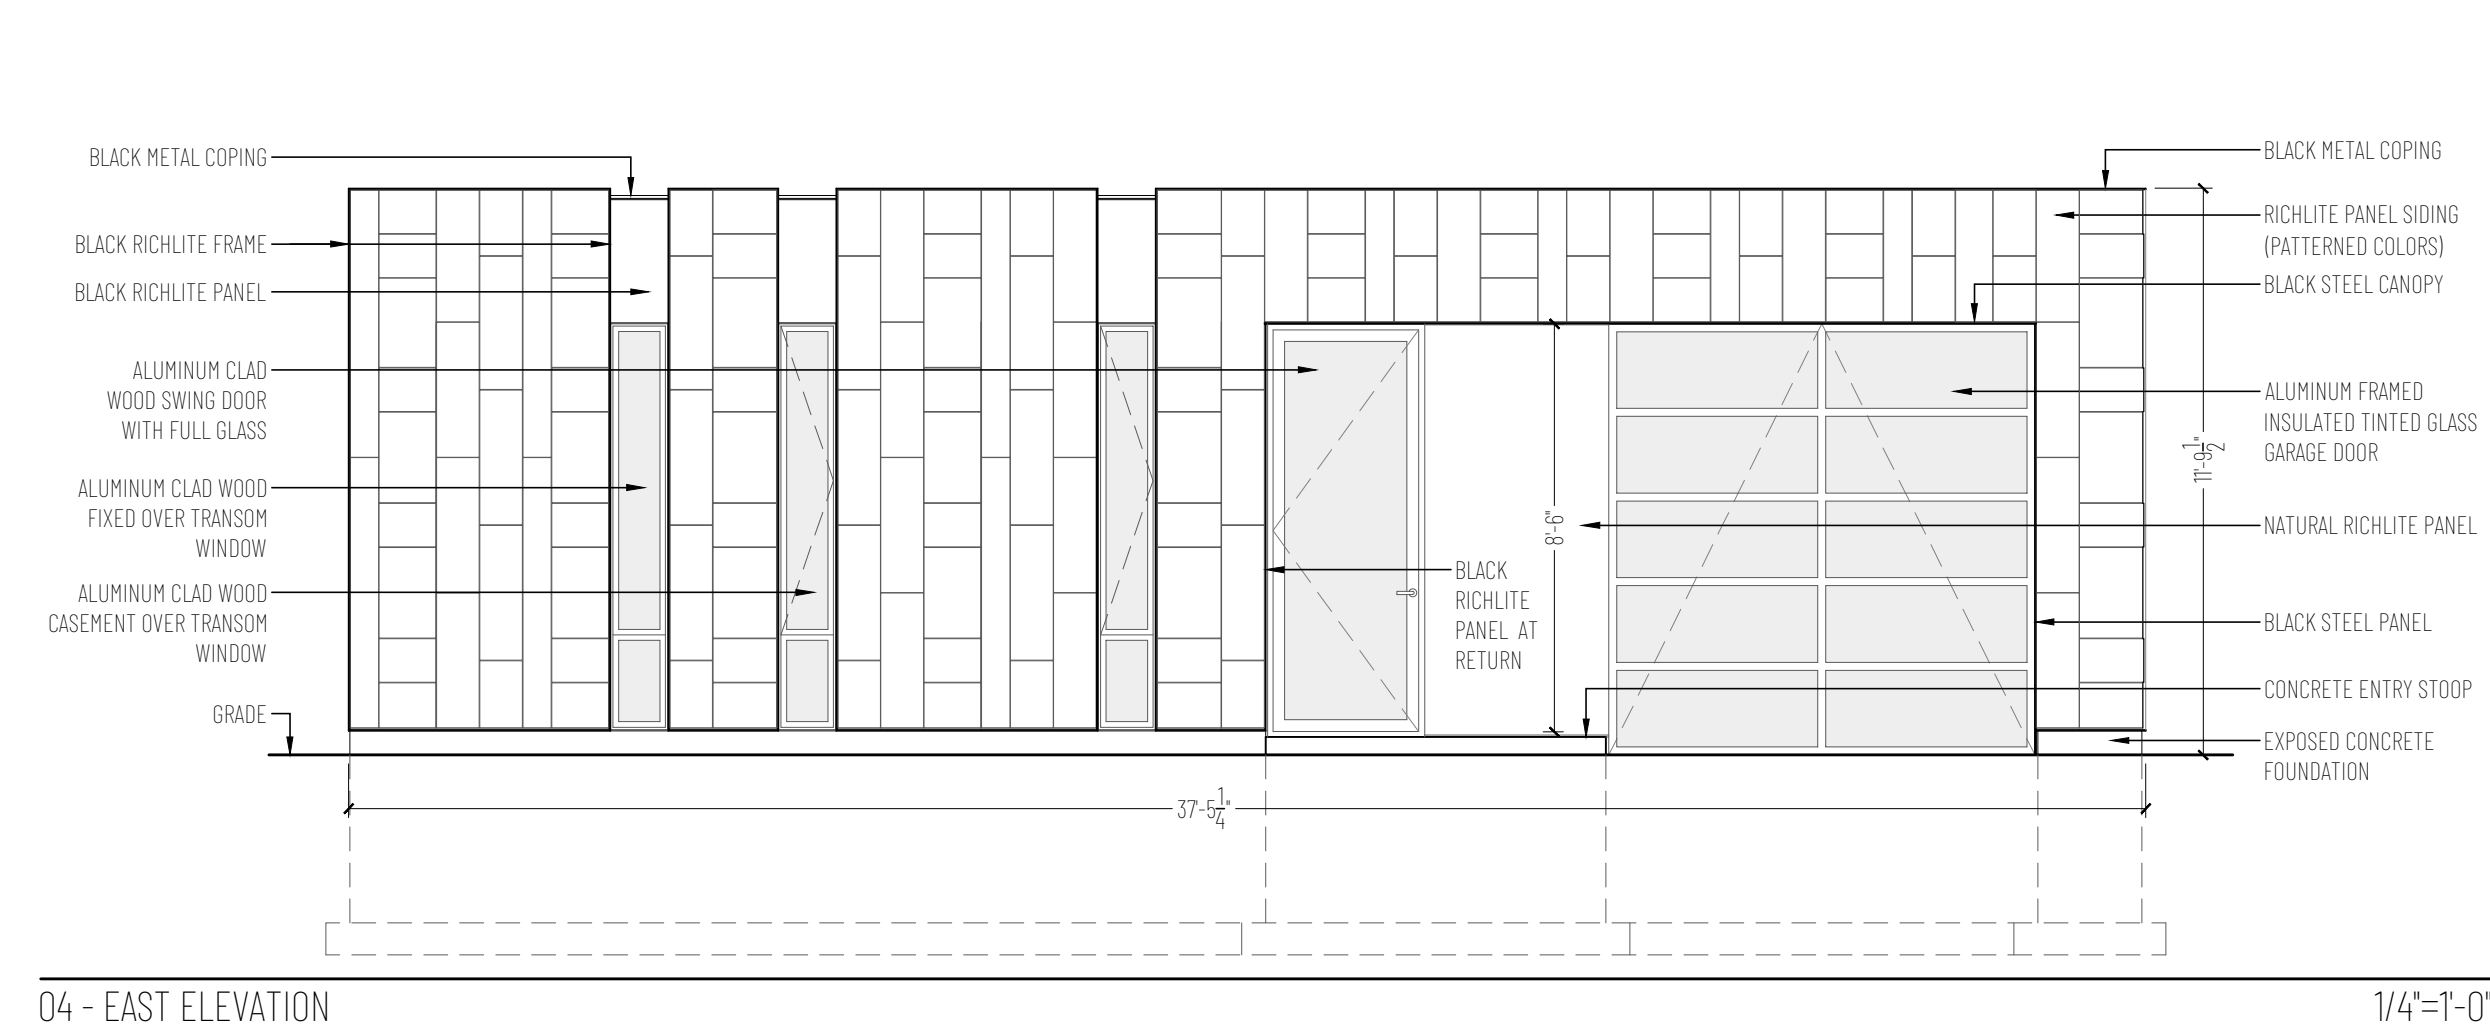 BLACK METAL COPING
BLACK RICHLITE FRAME
BLACK RICHLITE PANEL
ALUMINUM CLAD
WOOD SWING DOOR
WITH FULL GLASS
ALUMINUM CLAD WOOD
FIXED OVER TRANSOM
WINDOW
ALUMINUM CLAD WOOD
CASEMENT OVER TRANSOM
WINDOW
GRADE
BLACK
RICHLITE
PANEL AT
RETURN
8'-6"
37'-5 1/4"
11'-9 1/2"
BLACK METAL COPING
RICHLITE PANEL SIDING
(PATTERNED COLORS)
BLACK STEEL CANOPY
ALUMINUM FRAMED
INSULATED TINTED GLASS
GARAGE DOOR
NATURAL RICHLITE PANEL
BLACK STEEL PANEL
CONCRETE ENTRY STOOP
EXPOSED CONCRETE
FOUNDATION
04 - EAST ELEVATION
1/4"=1'-0"